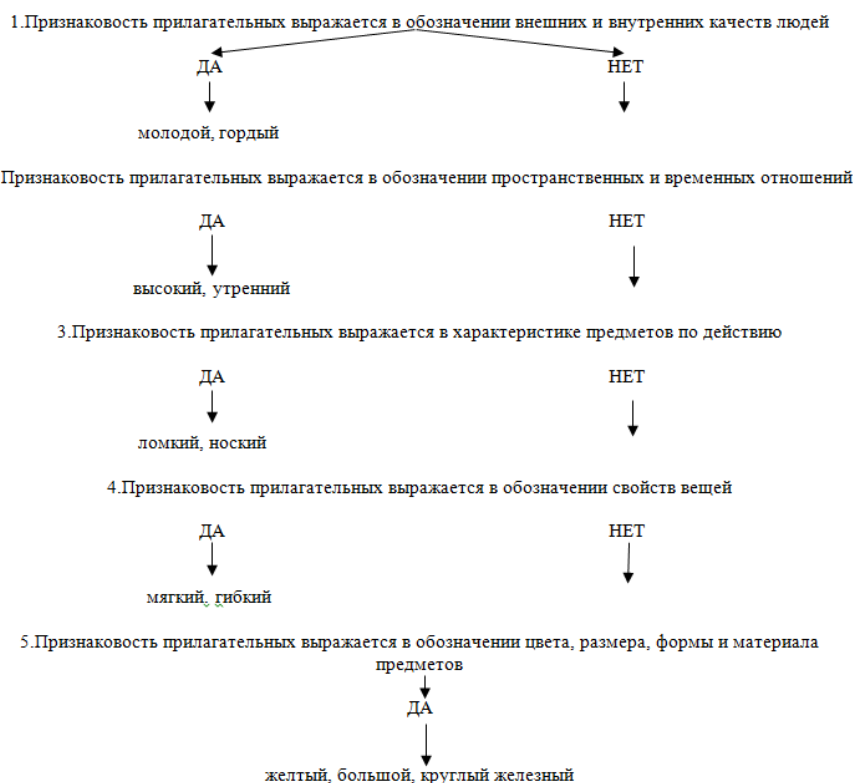 1.Признаковость прилагательных выражается в обозначении внешних и внутренних качеств людей
ДА НЕТ
молодой, гордый
Признаковость прилагательных выражается в обозначении пространственных и временных отношений
ДА НЕТ
высокий, утренний
3.Признаковость прилагательных выражается в характеристике предметов по действию
ДА НЕТ
ломкий, ноский
4.Признаковость прилагательных выражается в обозначении свойств вещей
ДА НЕТ
мягкий. гибкий
5.Признаковость прилагательных выражается в обозначении цвета, размера, формы и материала
предметов
ДА
желтый, большой, круглый железный